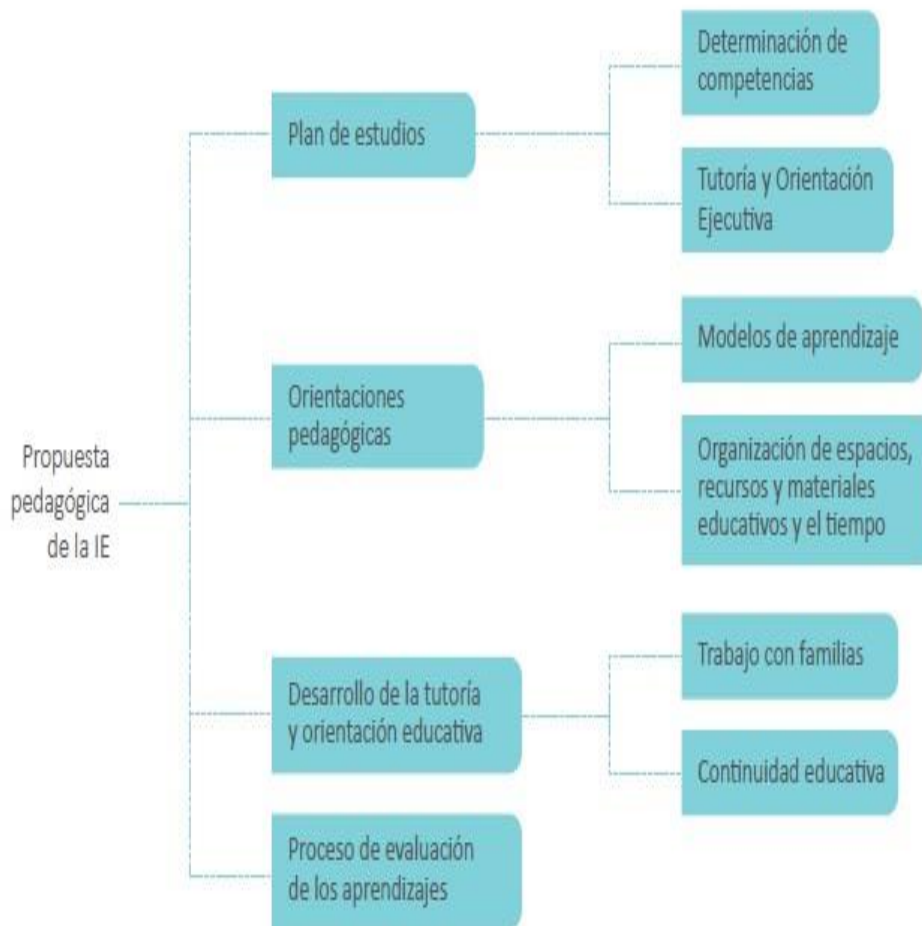 Propuesta
pedagógica
de la IE
Plan de estudios
Determinación de
competencias
Tutoría y Orientación
Ejecutiva
Orientaciones
pedagógicas
Modelos de aprendizaje
Organización de espacios,
recursos y materiales
educativos y el tiempo
Desarrollo de la tutoría
y orientación educativa
Trabajo con familias
Continuidad educativa
Proceso de evaluación
de los aprendizajes